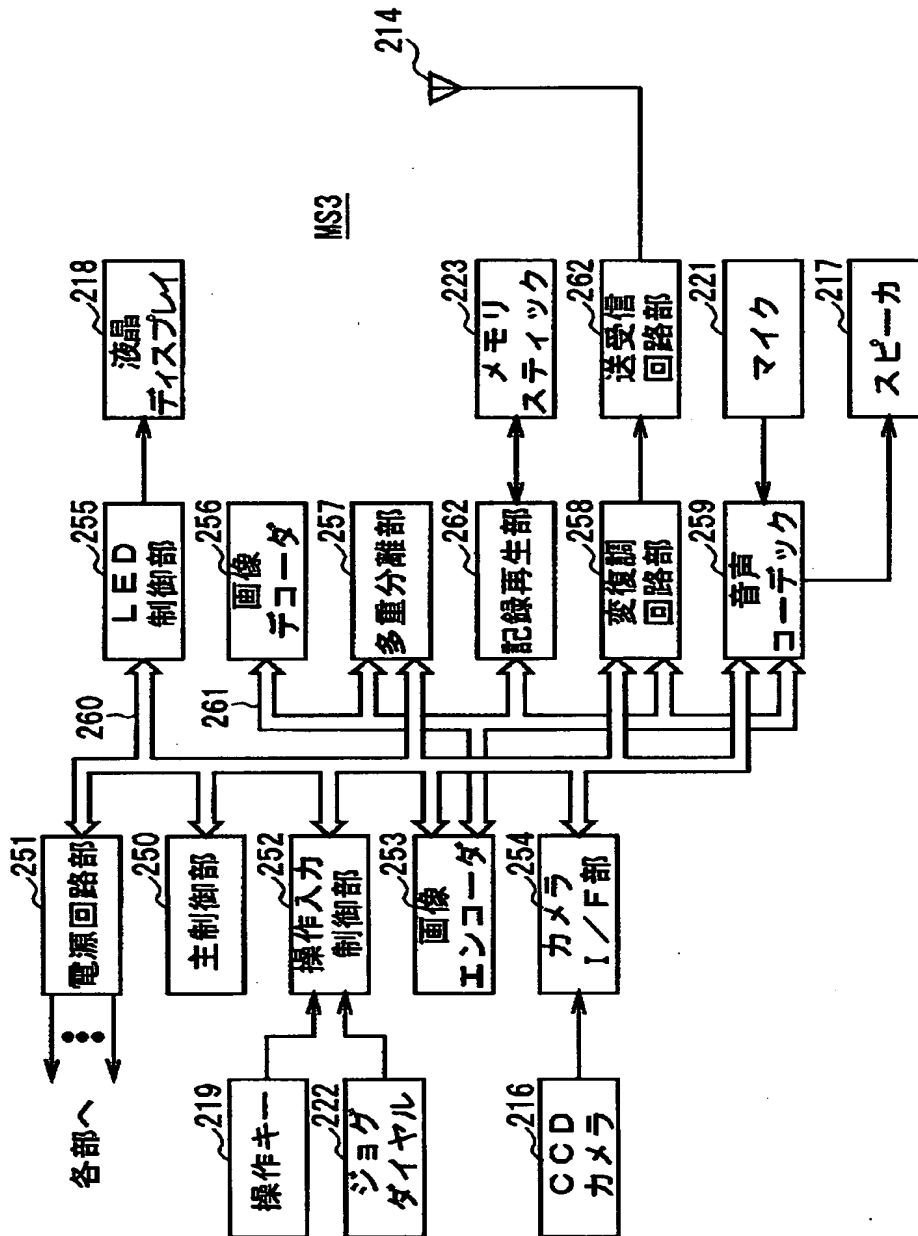 MS3
各部へ
251
電源回路部
250
主制御部
219
操作キー
222
ジョグ
ダイヤル
252
操作入力
制御部
253
画像
エンコーダ
216
CCD
カメラ
254
カメラ
I/F部
260
261
255
LED
制御部
218
液晶
ディスプレイ
256
画像
デコーダ
257
多重分離部
262
記録再生部
223
メモリ
スティック
258
変復調
回路部
262
送受信
回路部
214
259
音声
コーデック
221
マイク
217
スピーカ